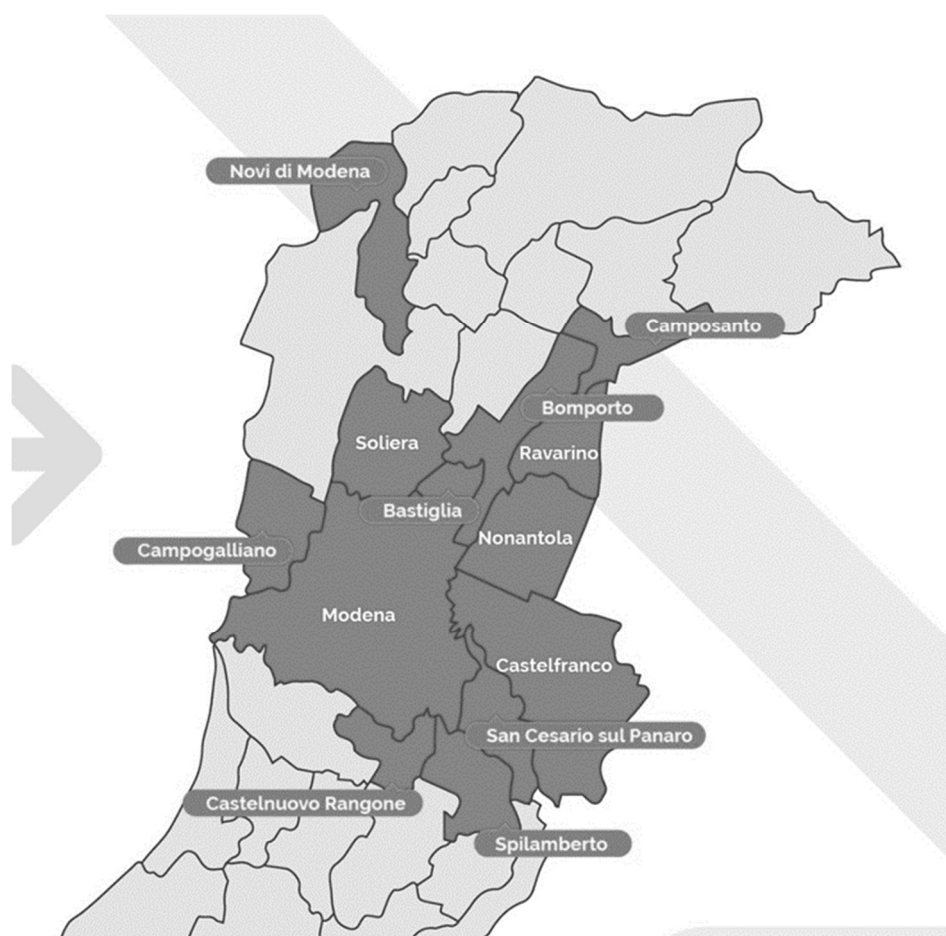 Novi di Modena
Camposanto
Bomporto
Soliera
Ravarino
Bastiglia
Nonantola
Campogalliano
Modena
Castelfranco
San Cesario sul Panaro
Castelnuovo Rangone
Spilamberto